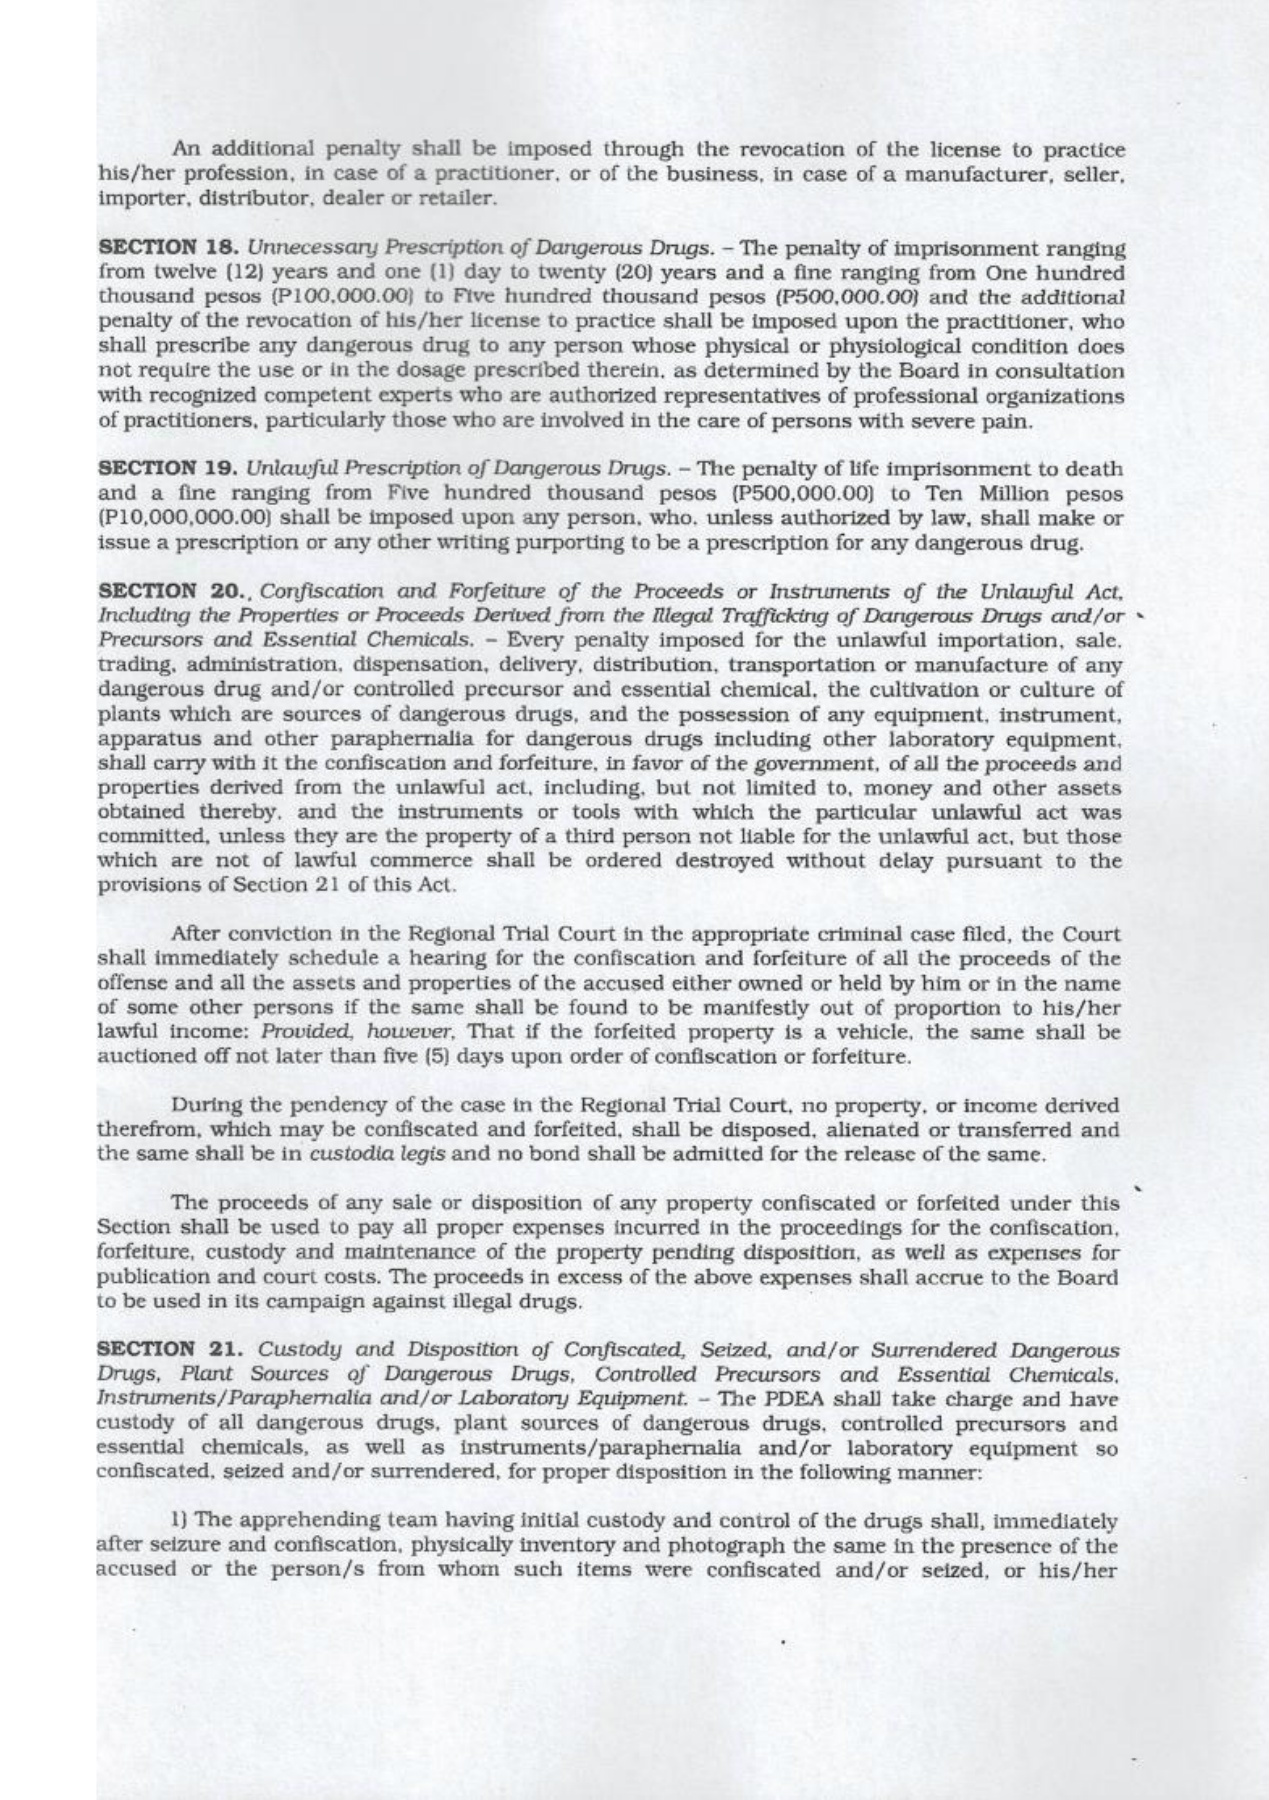 An additional penalty shall be imposed through the revocation of the license to practice
his/her profession, in case of a practitioner, or of the business, in case of a manufacturer, seller,
importer, distributor, dealer or retailer.
SECTION 18. Unnecessary Prescription of Dangerous Drugs. – The penalty of imprisonment ranging
from twelve (12) years and one (1) day to twenty (20) years and a fine ranging from One hundred
thousand pesos (P100,000.00) to Five hundred thousand pesos (P500,000.00) and the additional
penalty of the revocation of his/her license to practice shall be imposed upon the practitioner, who
shall prescribe any dangerous drug to any person whose physical or physiological condition does
not require the use or in the dosage prescribed therein, as determined by the Board in consultation
with recognized competent experts who are authorized representatives of professional organizations
of practitioners, particularly those who are involved in the care of persons with severe pain.
SECTION 19. Unlawful Prescription of Dangerous Drugs. – The penalty of life imprisonment to death
and a fine ranging from Five hundred thousand pesos (P500,000.00) to Ten Million pesos
(P10,000,000.00) shall be imposed upon any person, who, unless authorized by law, shall make or
issue a prescription or any other writing purporting to be a prescription for any dangerous drug.
SECTION 20., Confiscation and Forfeiture of the Proceeds or Instruments of the Unlawful Act,
Including the Properties or Proceeds Derived from the Illegal Trafficking of Dangerous Drugs and/or
Precursors and Essential Chemicals. – Every penalty imposed for the unlawful importation, sale,
trading, administration, dispensation, delivery, distribution, transportation or manufacture of any
dangerous drug and/or controlled precursor and essential chemical, the cultivation or culture of
plants which are sources of dangerous drugs, and the possession of any equipment, instrument,
apparatus and other paraphernalia for dangerous drugs including other laboratory equipment,
shall carry with it the confiscation and forfeiture, in favor of the government, of all the proceeds and
properties derived from the unlawful act, including, but not limited to, money and other assets
obtained thereby, and the instruments or tools with which the particular unlawful act was
committed, unless they are the property of a third person not liable for the unlawful act, but those
which are not of lawful commerce shall be ordered destroyed without delay pursuant to the
provisions of Section 21 of this Act.
After conviction in the Regional Trial Court in the appropriate criminal case filed, the Court
shall immediately schedule a hearing for the confiscation and forfeiture of all the proceeds of the
offense and all the assets and properties of the accused either owned or held by him or in the name
of some other persons if the same shall be found to be manifestly out of proportion to his/her
lawful income: Provided, however, That if the forfeited property is a vehicle, the same shall be
auctioned off not later than five (5) days upon order of confiscation or forfeiture.
During the pendency of the case in the Regional Trial Court, no property, or income derived
therefrom, which may be confiscated and forfeited, shall be disposed, alienated or transferred and
the same shall be in custodia legis and no bond shall be admitted for the release of the same.
The proceeds of any sale or disposition of any property confiscated or forfeited under this
Section shall be used to pay all proper expenses incurred in the proceedings for the confiscation,
forfeiture, custody and maintenance of the property pending disposition, as well as expenses for
publication and court costs. The proceeds in excess of the above expenses shall accrue to the Board
to be used in its campaign against illegal drugs.
SECTION 21. Custody and Disposition of Confiscated, Seized, and/or Surrendered Dangerous
Drugs, Plant Sources of Dangerous Drugs, Controlled Precursors and Essential Chemicals,
Instruments/Paraphernalia and/or Laboratory Equipment. – The PDEA shall take charge and have
custody of all dangerous drugs, plant sources of dangerous drugs, controlled precursors and
essential chemicals, as well as instruments/paraphernalia and/or laboratory equipment so
confiscated, seized and/or surrendered, for proper disposition in the following manner:
1) The apprehending team having initial custody and control of the drugs shall, immediately
after seizure and confiscation, physically inventory and photograph the same in the presence of the
accused or the person/s from whom such items were confiscated and/or seized, or his/her